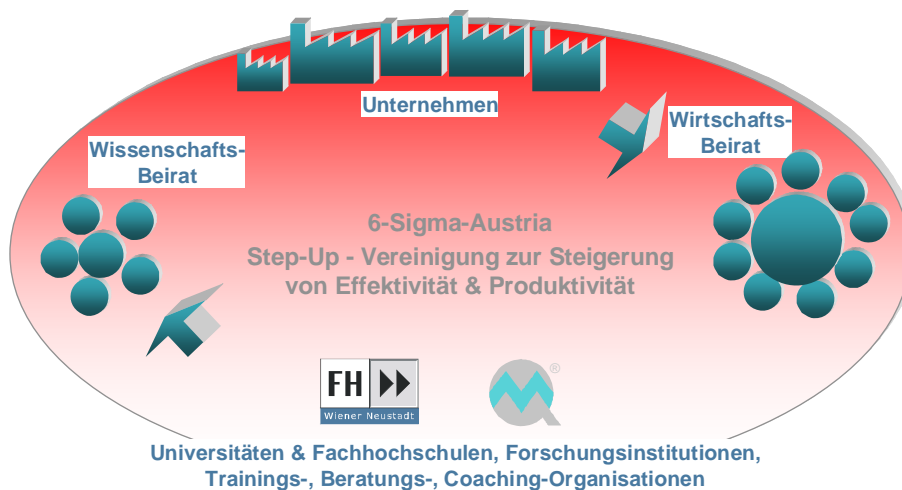 Unternehmen
Wissenschafts-
Beirat
Wirtschafts-
Beirat
6-Sigma-Austria
Step-Up - Vereinigung zur Steigerung
von Effektivität & Produktivität
FH
Wiener Neustadt
®
Universitäten & Fachhochschulen, Forschungsinstitutionen,
Trainings-, Beratungs-, Coaching-Organisationen